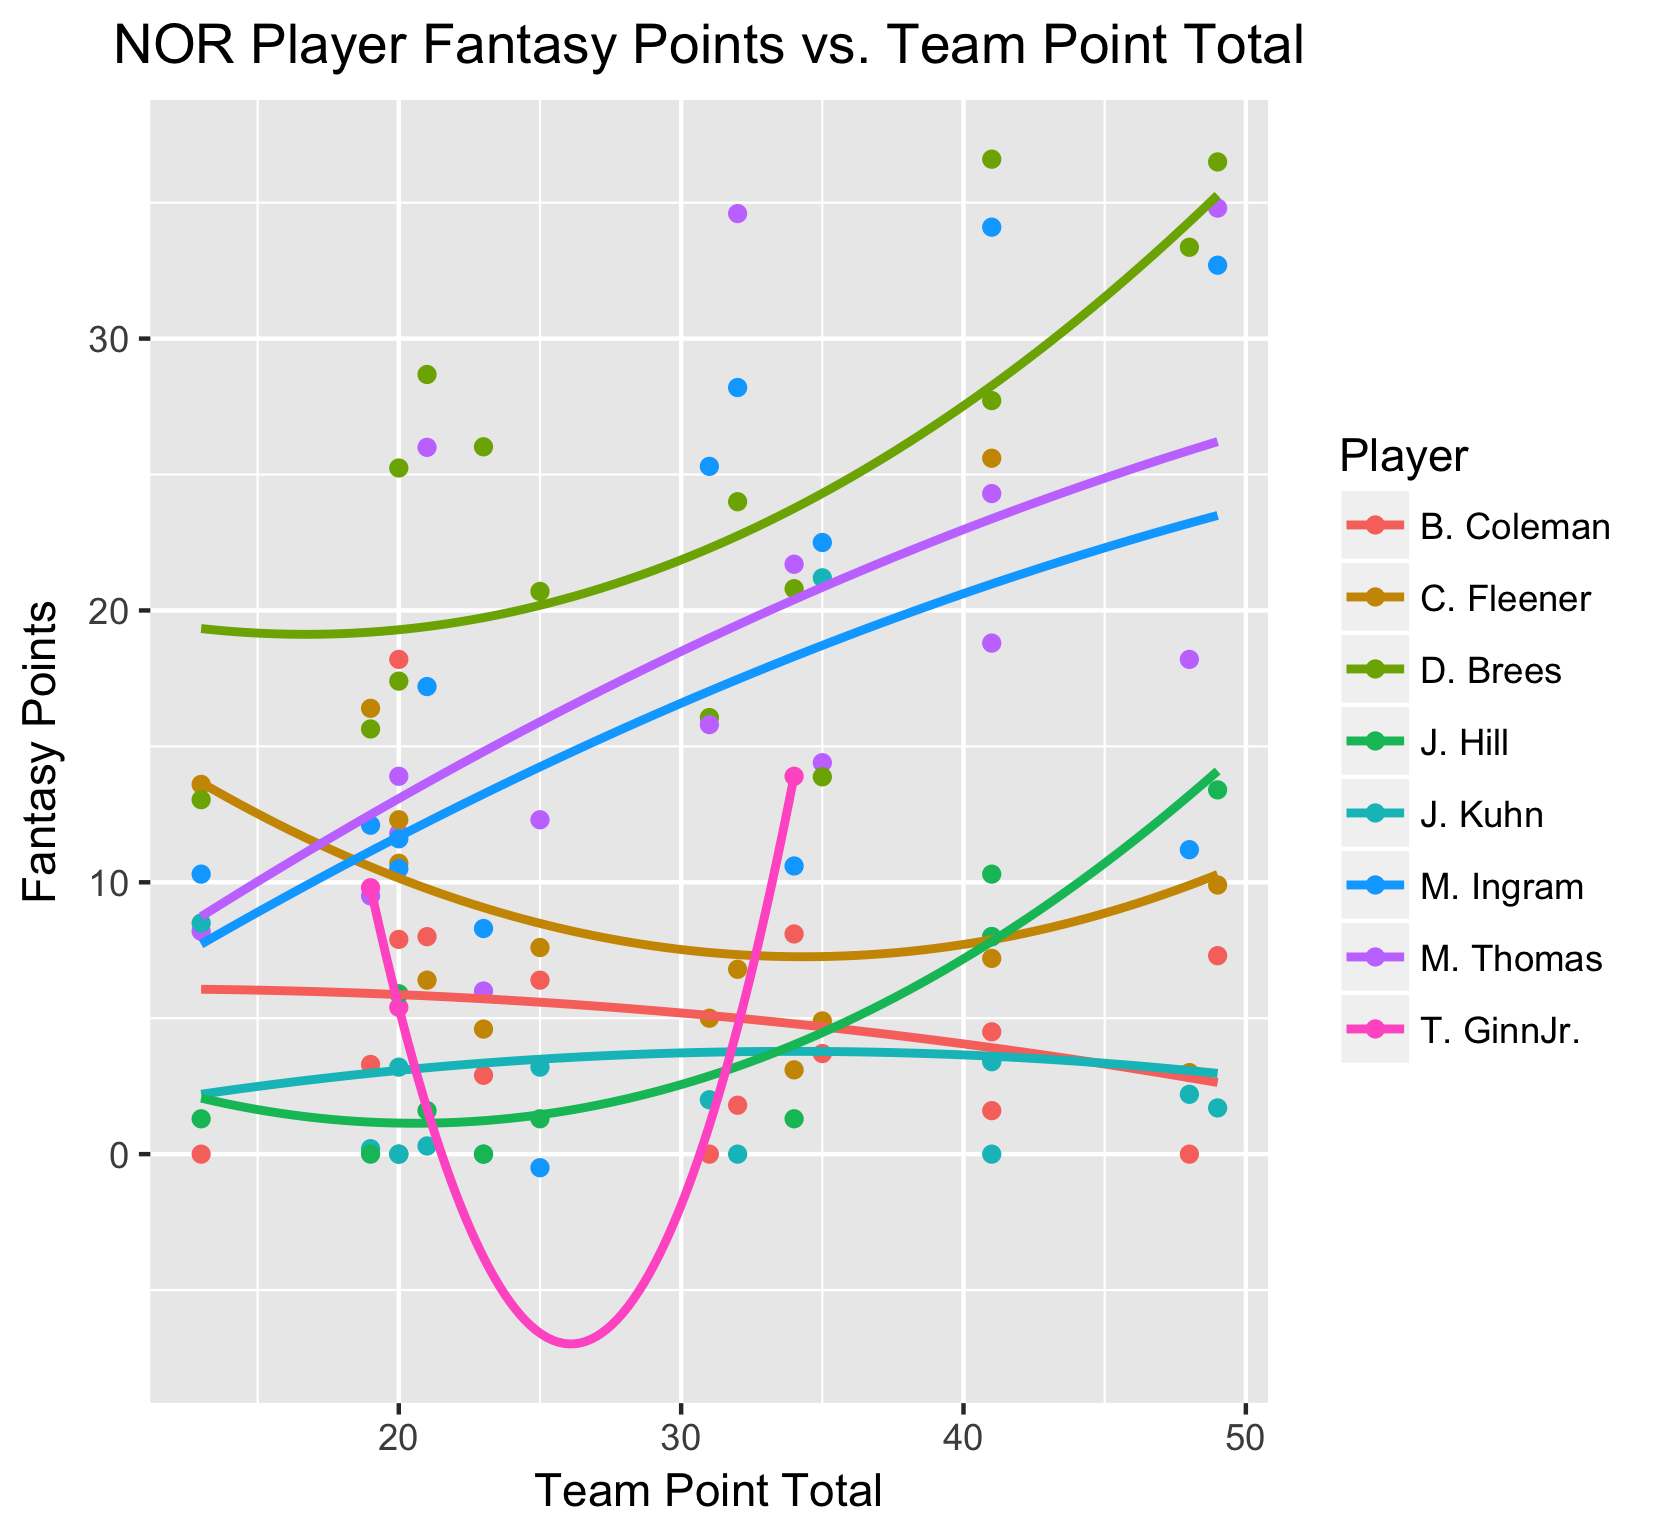 NOR Player Fantasy Points vs. Team Point Total
Fantasy Points
30
20
10
0
20 30 40 50
Team Point Total
Player
B. Coleman
C. Fleener
D. Brees
J. Hill
J. Kuhn
M. Ingram
M. Thomas
T. GinnJr.